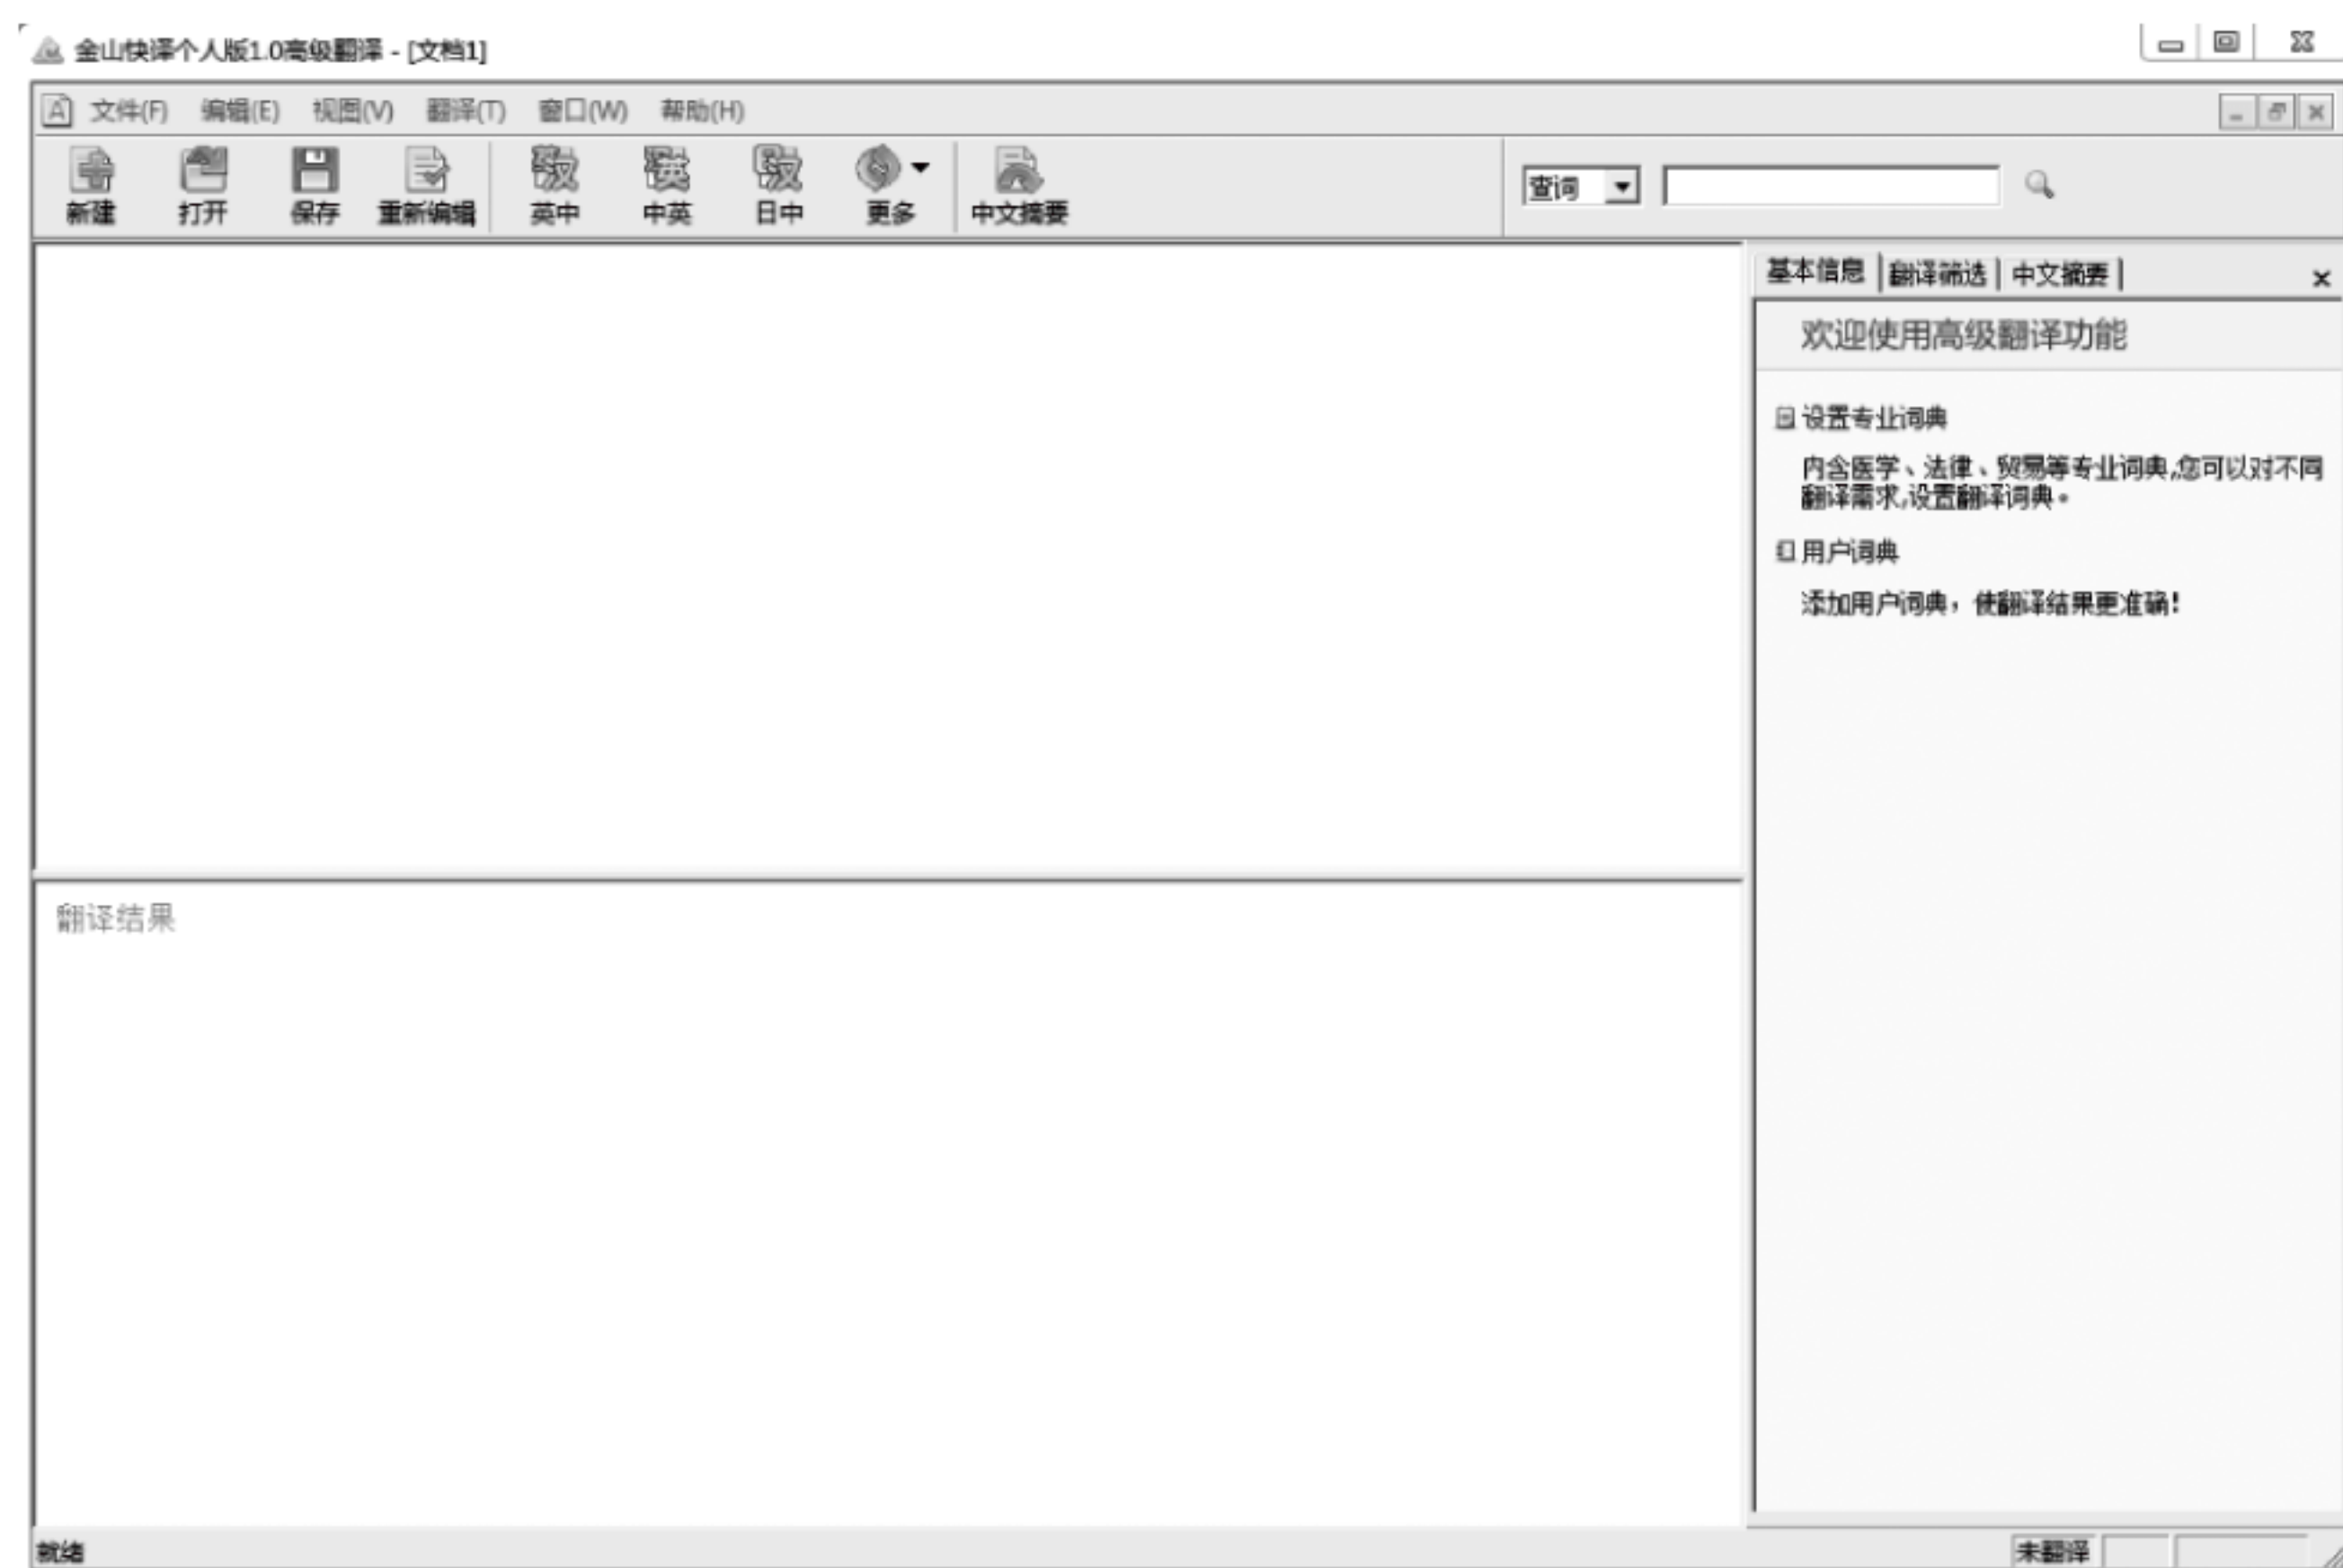 金山快译个人版1.0高级翻译 - [文档1]
文件(F) 编辑(E) 视图(V) 翻译(T) 窗口(W) 帮助(H)
新建 打开 保存 重新编辑 英中 中英 日中 更多 中文摘要 查词
基本信息 翻译筛选 中文摘要
欢迎使用高级翻译功能
设置专业词典
内含医学、法律、贸易等专业词典,您可以对不同
翻译需求,设置翻译词典。
用户词典
添加用户词典，使翻译结果更准确!
翻译结果
就绪 未翻译